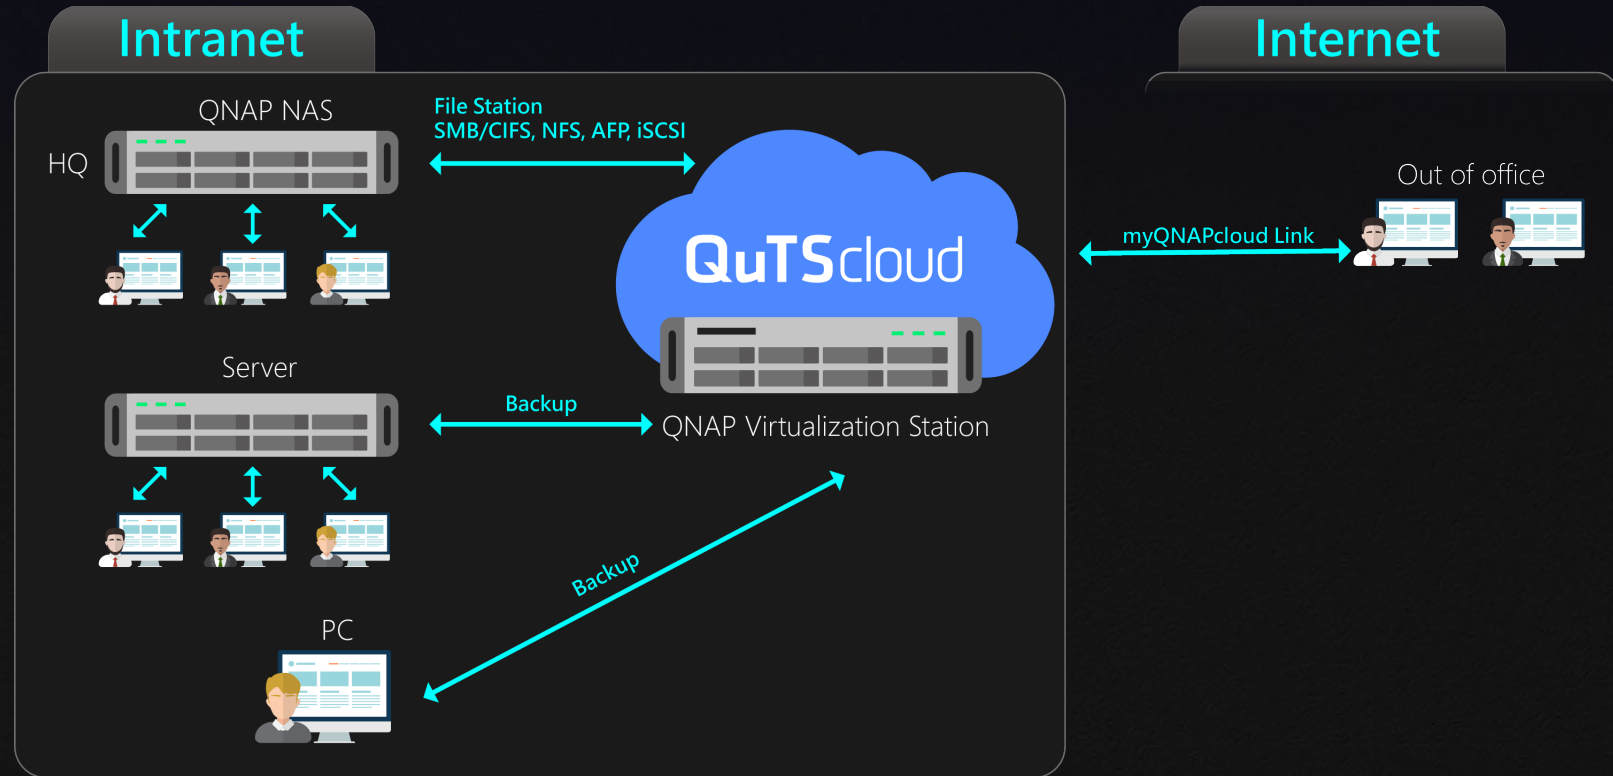 Intranet
Internet
QNAP NAS
HQ
File Station
SMB/CIFS, NFS, AFP, iSCSI
QuTScloud
Out of office
myQNAPcloud Link
Server
Backup
QNAP Virtualization Station
Backup
PC